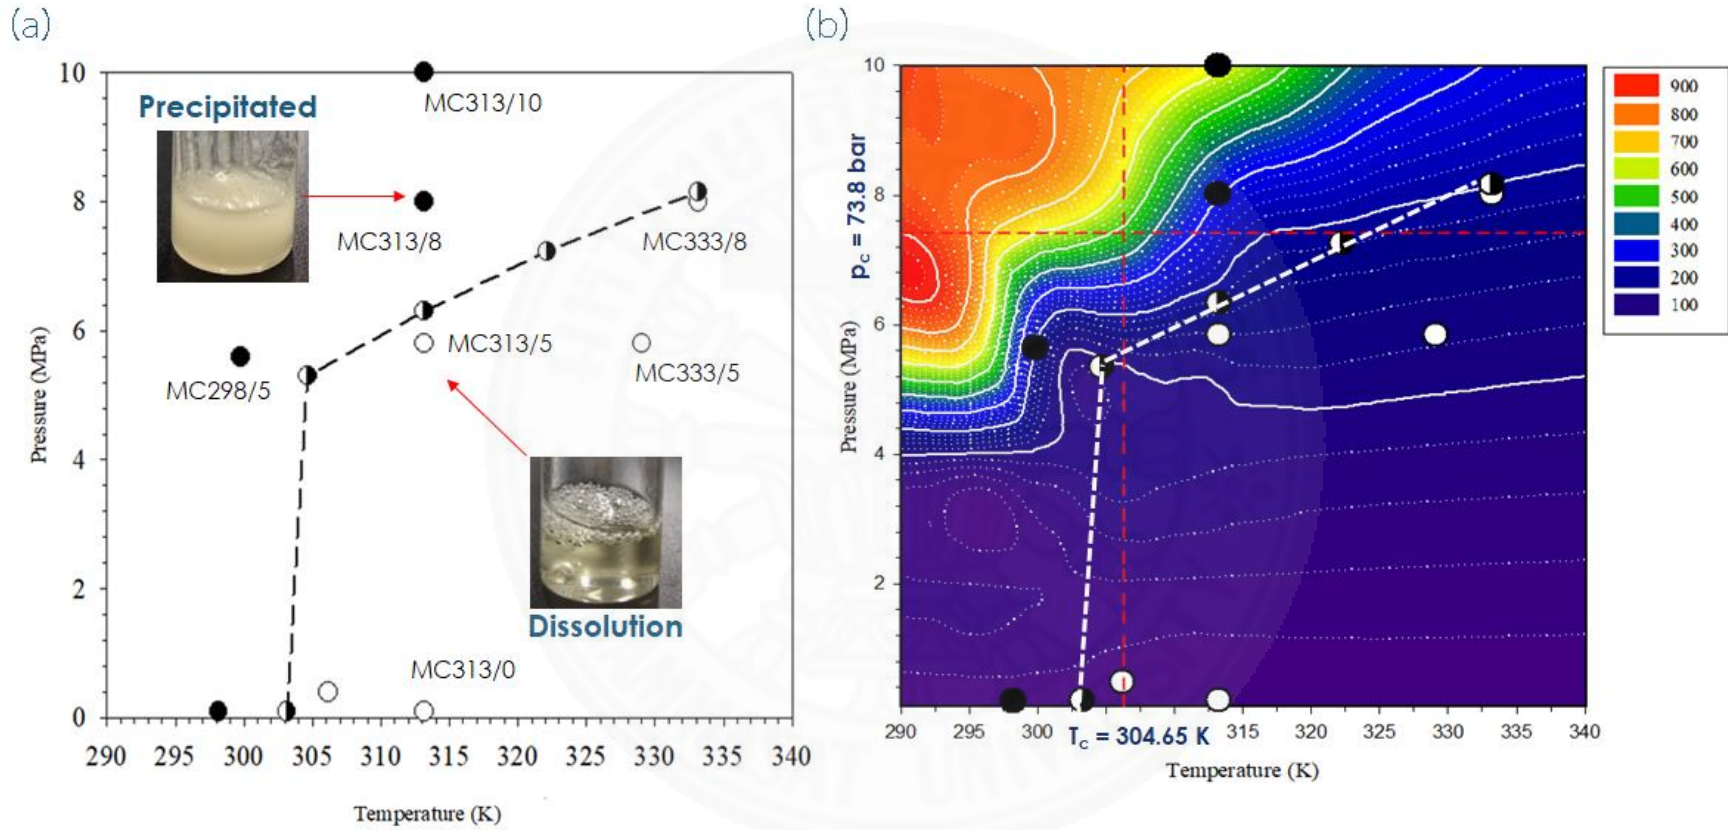 (a)
10
8
6
4
2
0
Pressure (MPa)
Precipitated
MC313/10
MC313/8
MC333/8
MC313/5
MC333/5
MC298/5
Dissolution
MC313/0
290 295 300 305 310 315 320 325 330 335 340
Temperature (K)
(b)
10
8
6
4
2
Pressure (MPa)
pc = 73.8 bar
290 295 300 Tc = 304.65 K 315 320 325 330 335 340
Temperature (K)
900
800
700
600
500
400
300
200
100